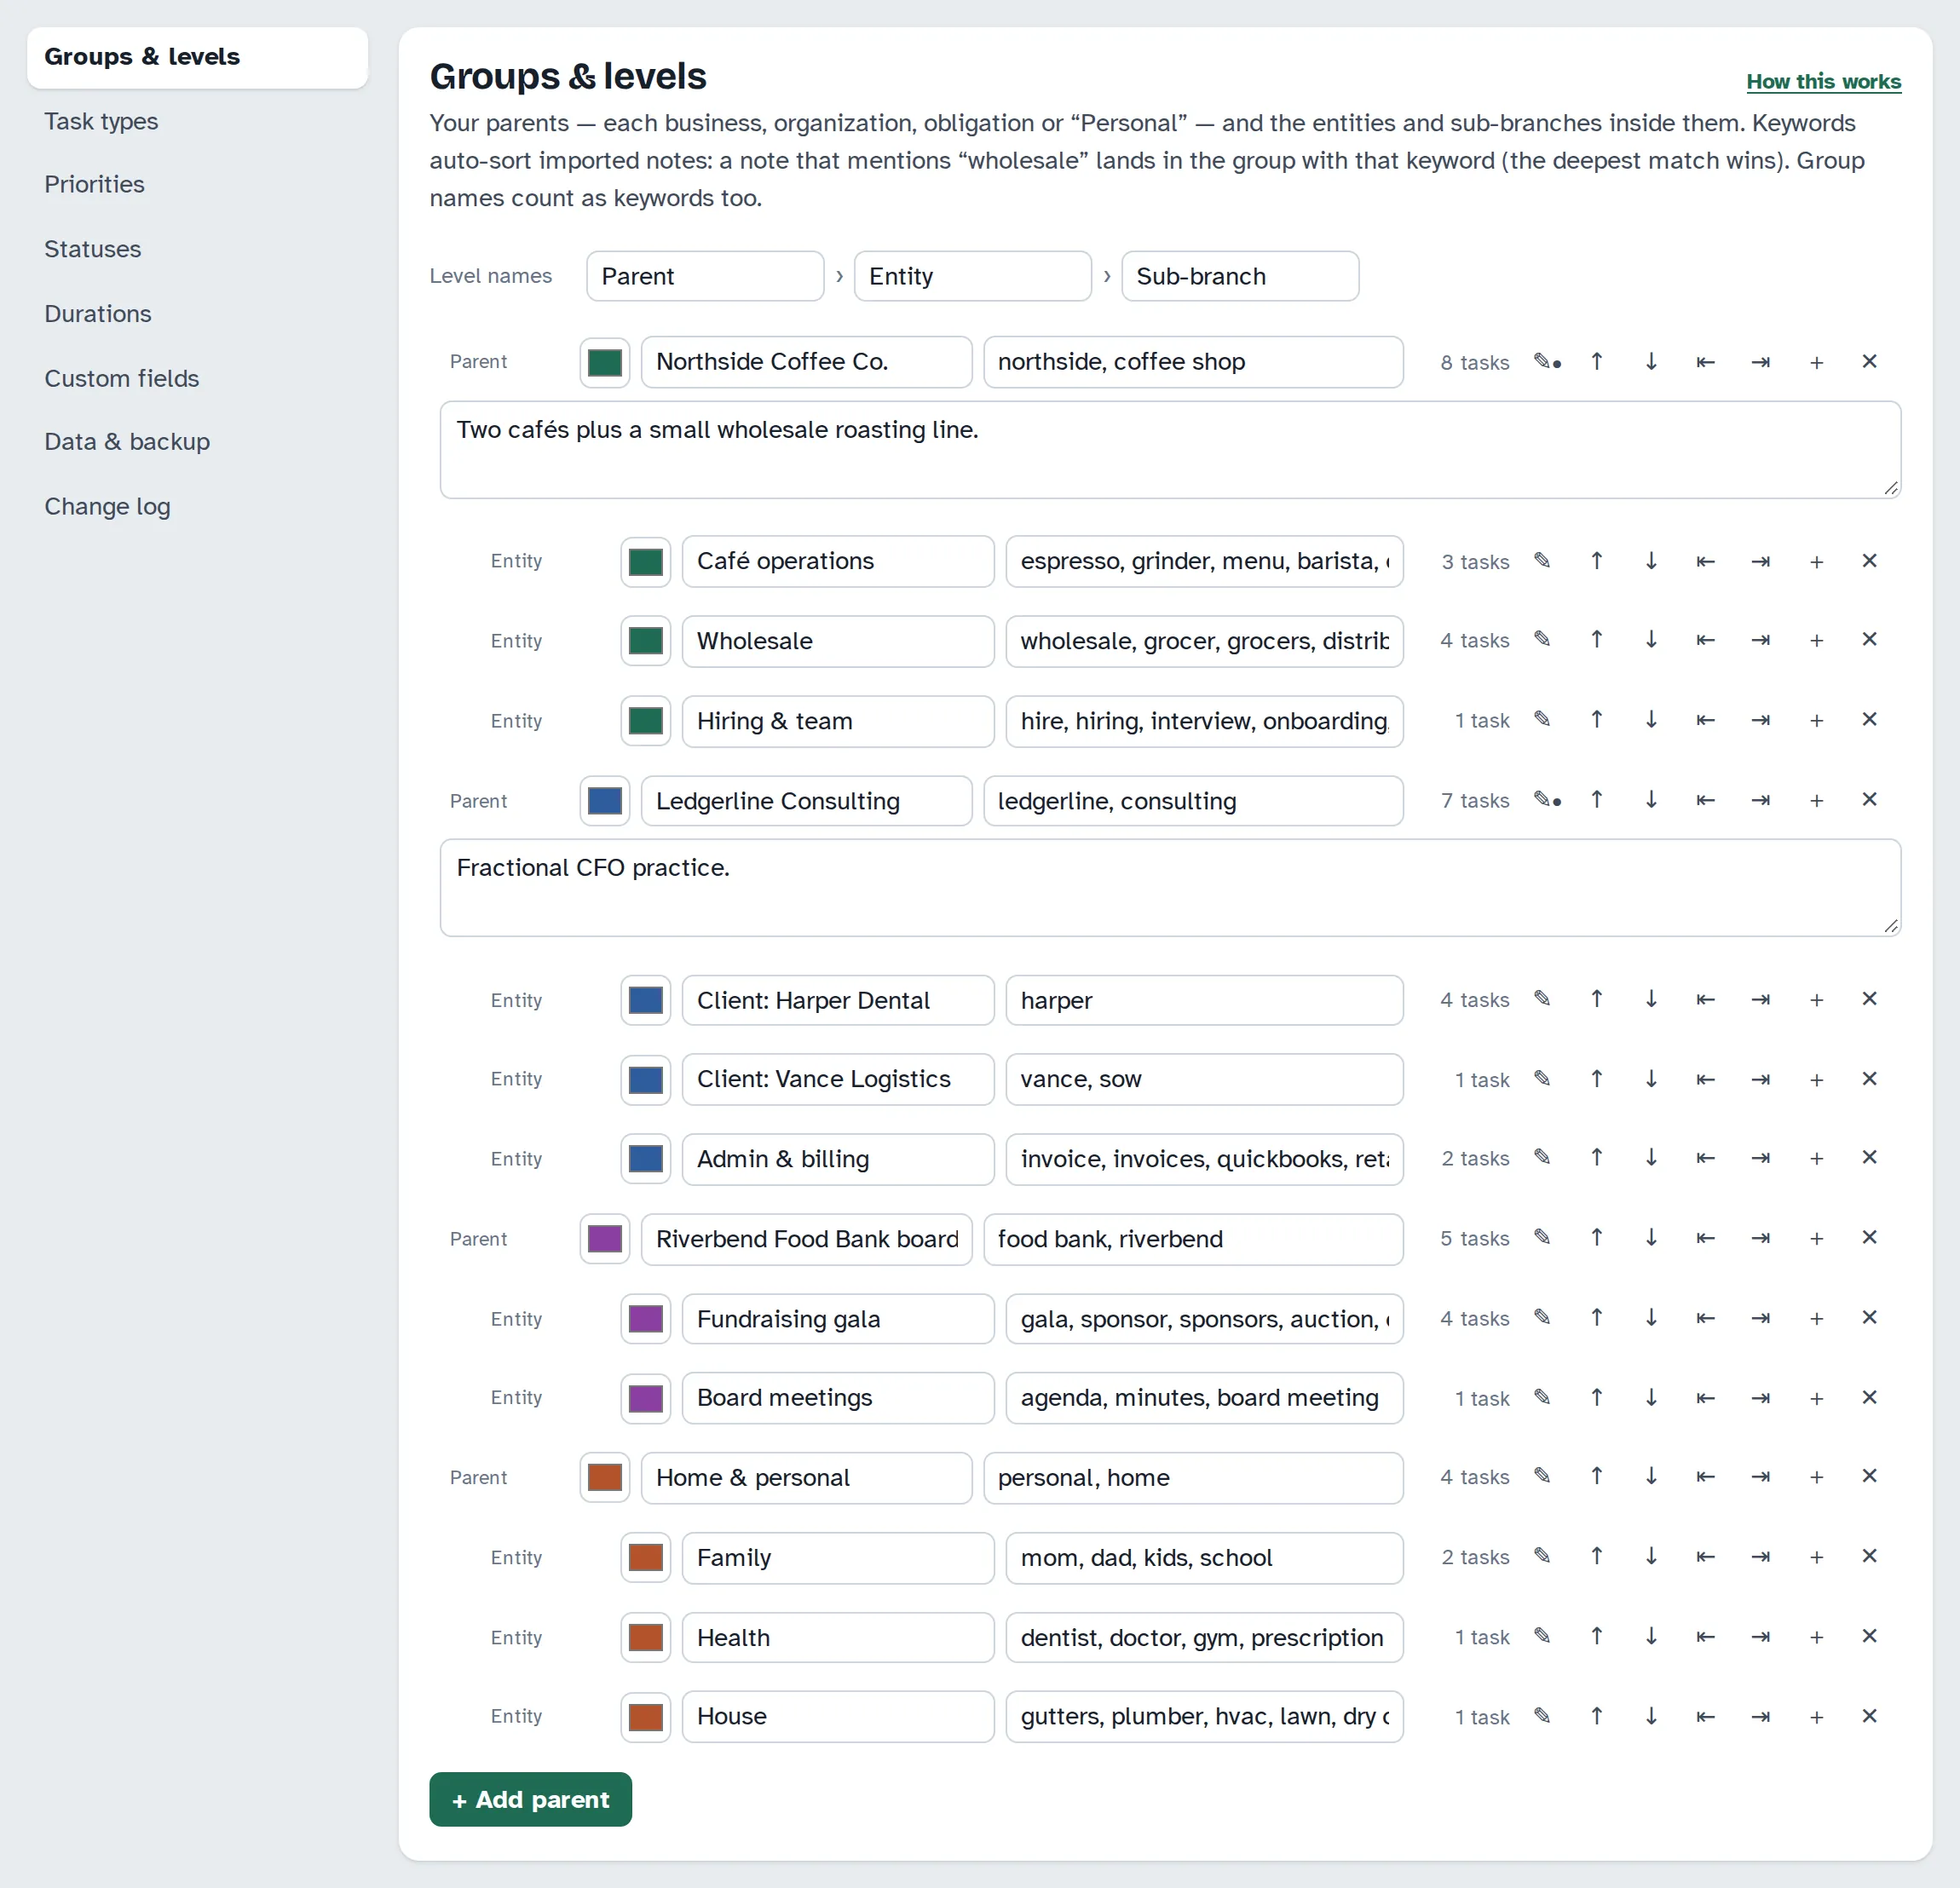 Groups & levels
Task types
Priorities
Statuses
Durations
Custom fields
Data & backup
Change log
Groups & levels
How this works
Your parents — each business, organization, obligation or “Personal” — and the entities and sub-branches inside them. Keywords
auto-sort imported notes: a note that mentions “wholesale” lands in the group with that keyword (the deepest match wins). Group
names count as keywords too.
Level names Parent › Entity › Sub-branch
Parent Northside Coffee Co. northside, coffee shop 8 tasks ✎• ↑ ↓ ⇤ ⇥ + ✕
Two cafés plus a small wholesale roasting line.
Entity Café operations espresso, grinder, menu, barista, 3 tasks ✎ ↑ ↓ ⇤ ⇥ + ✕
Entity Wholesale wholesale, grocer, grocers, distrib 4 tasks ✎ ↑ ↓ ⇤ ⇥ + ✕
Entity Hiring & team hire, hiring, interview, onboarding, 1 task ✎ ↑ ↓ ⇤ ⇥ + ✕
Parent Ledgerline Consulting ledgerline, consulting 7 tasks ✎• ↑ ↓ ⇤ ⇥ + ✕
Fractional CFO practice.
Entity Client: Harper Dental harper 4 tasks ✎ ↑ ↓ ⇤ ⇥ + ✕
Entity Client: Vance Logistics vance, sow 1 task ✎ ↑ ↓ ⇤ ⇥ + ✕
Entity Admin & billing invoice, invoices, quickbooks, reta 2 tasks ✎ ↑ ↓ ⇤ ⇥ + ✕
Parent Riverbend Food Bank board food bank, riverbend 5 tasks ✎ ↑ ↓ ⇤ ⇥ + ✕
Entity Fundraising gala gala, sponsor, sponsors, auction, 4 tasks ✎ ↑ ↓ ⇤ ⇥ + ✕
Entity Board meetings agenda, minutes, board meeting 1 task ✎ ↑ ↓ ⇤ ⇥ + ✕
Parent Home & personal personal, home 4 tasks ✎ ↑ ↓ ⇤ ⇥ + ✕
Entity Family mom, dad, kids, school 2 tasks ✎ ↑ ↓ ⇤ ⇥ + ✕
Entity Health dentist, doctor, gym, prescription 1 task ✎ ↑ ↓ ⇤ ⇥ + ✕
Entity House gutters, plumber, hvac, lawn, dry 1 task ✎ ↑ ↓ ⇤ ⇥ + ✕
+ Add parent